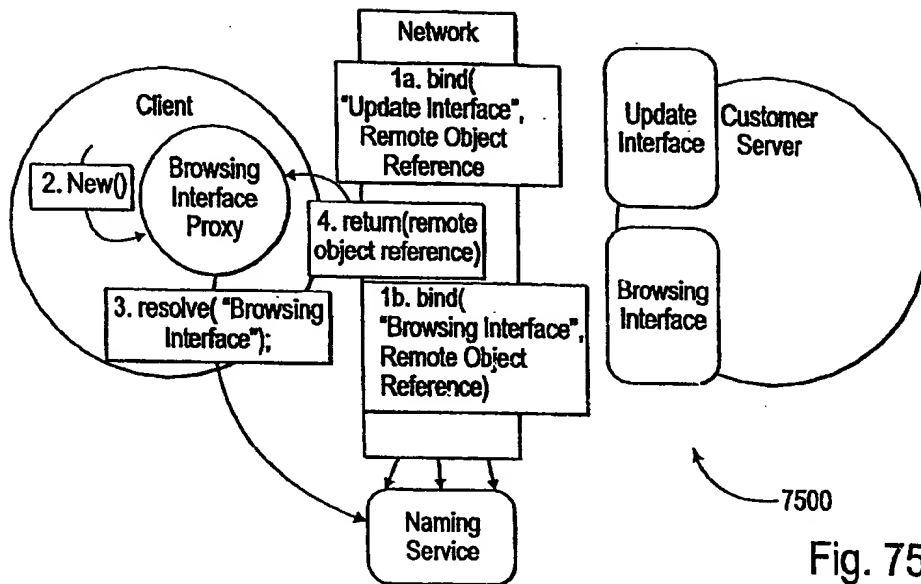 Network
1a. bind(
"Update Interface",
Remote Object
Reference
Client
2. New()
Browsing
Interface
Proxy
4. return(remote
object reference)
3. resolve( "Browsing
Interface");
1b. bind(
"Browsing Interface",
Remote Object
Reference)
Update
Interface
Customer
Server
Browsing
Interface
Naming
Service
7500
Fig. 75